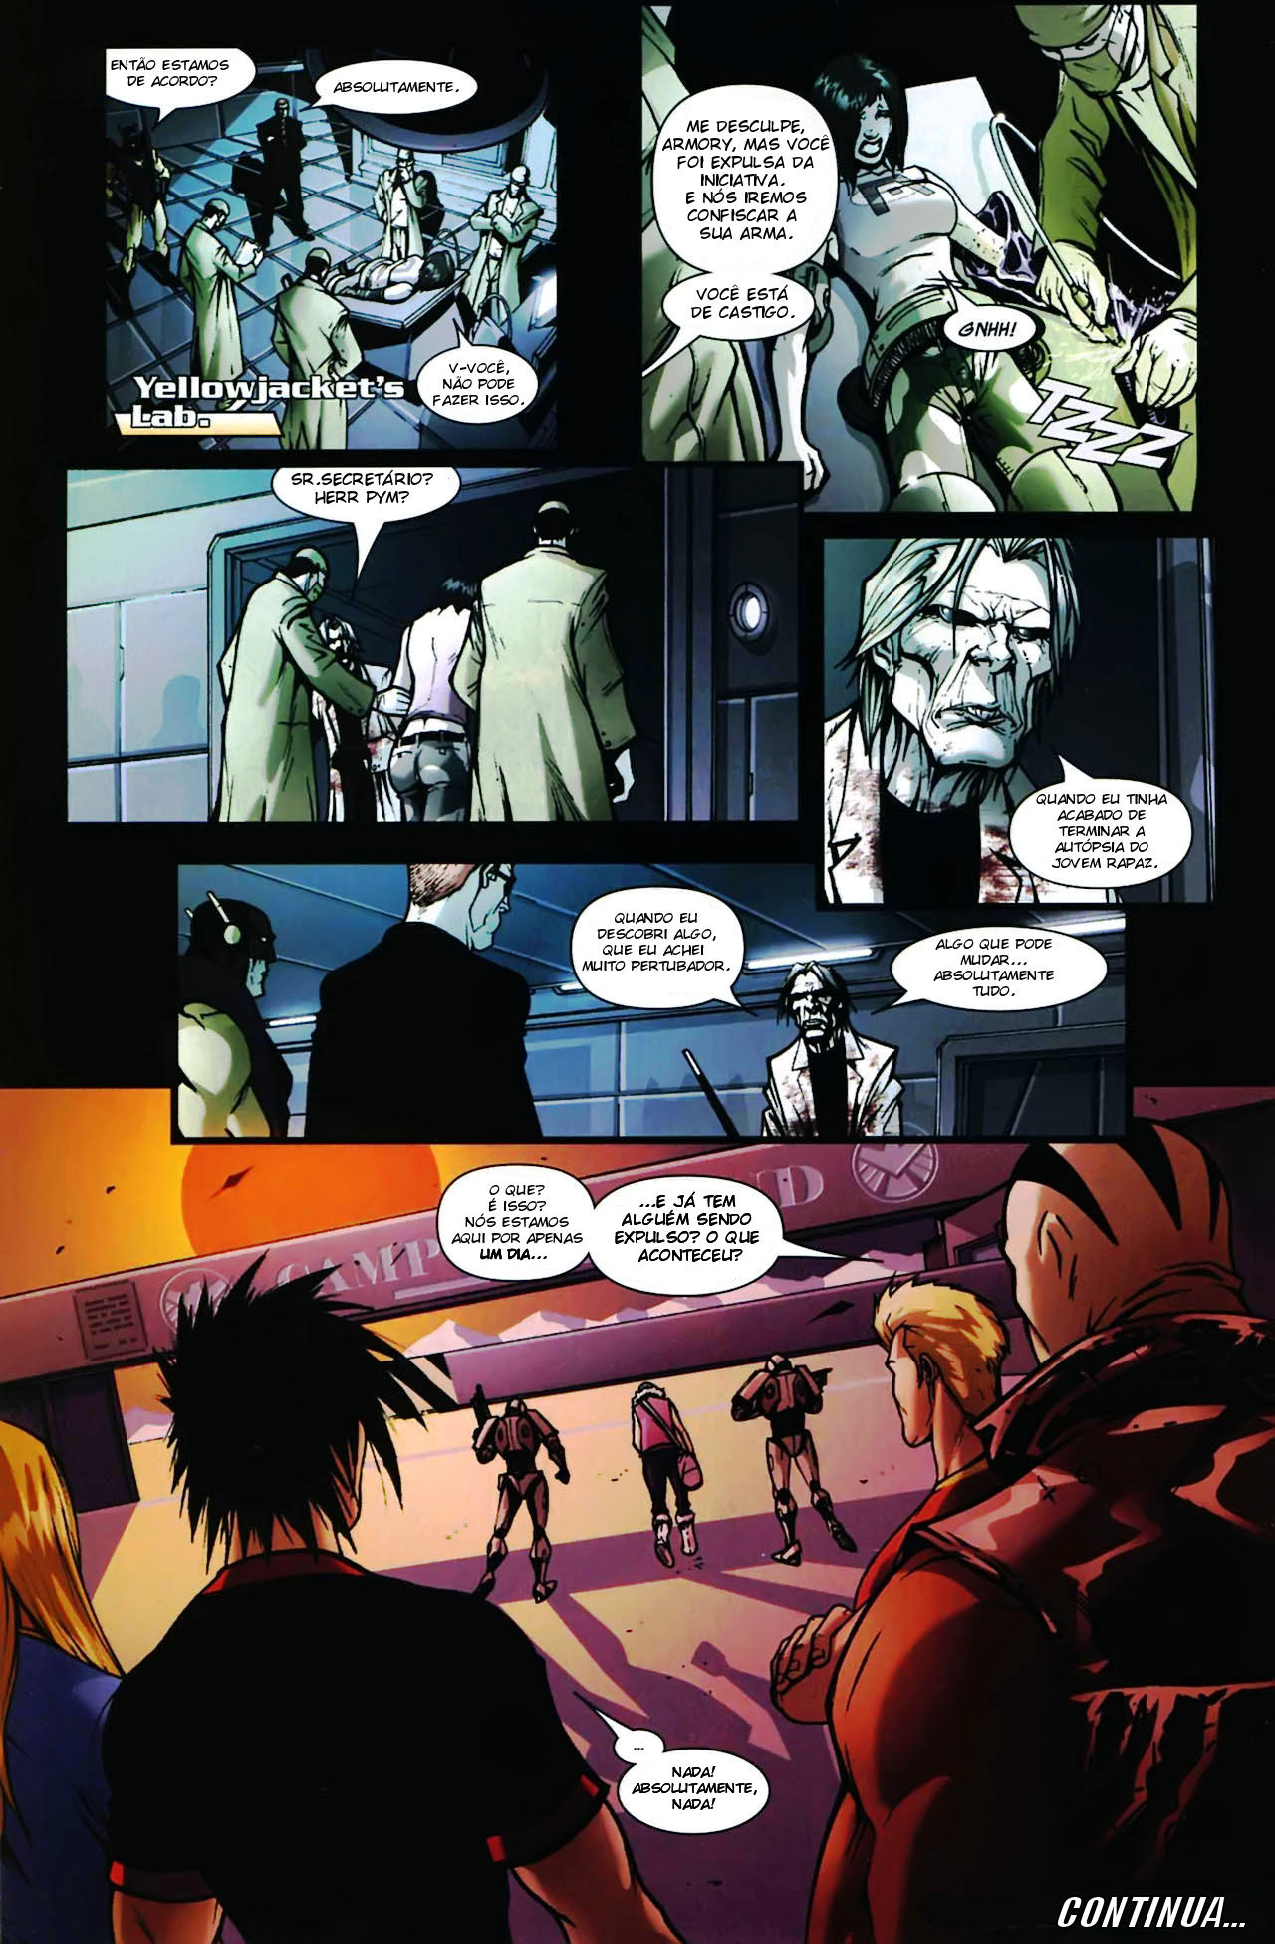 ENTÃO ESTAMOS
DE ACORDO?
ABSOLUTAMENTE.
V-VOCÊ,
NÃO PODE
FAZER ISSO.
Yellowjacket's
Lab.
ME DESCULPE,
ARMORY, MAS VOCÊ
FOI EXPULSA DA
INICIATIVA.
E NÓS IREMOS
CONFISCAR A
SUA ARMA.
VOCÊ ESTÁ
DE CASTIGO.
GNHH!
TZZZZ
SR.SECRETÁRIO?
HERR PYM?
QUANDO EU TINHA
ACABADO DE
TERMINAR A
AUTÓPSIA DO
JOVEM RAPAZ.
QUANDO EU
DESCOBRI ALGO,
QUE EU ACHEI
MUITO PERTUBADOR.
ALGO QUE PODE
MUDAR...
ABSOLUTAMENTE
TUDO.
O QUE?
É ISSO?
NÓS ESTAMOS
AQUI POR APENAS
UM DIA...
...E JÁ TEM
ALGUÉM SENDO
EXPULSO? O QUE
ACONTECEU?
CAMP
D
...
NADA!
ABSOLUTAMENTE,
NADA!
CONTINUA...